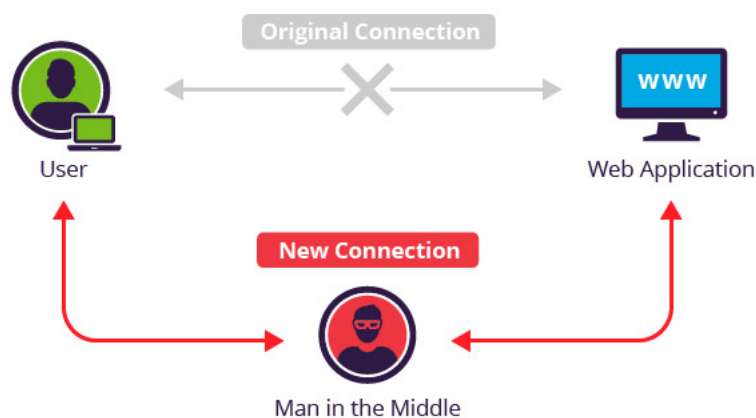 Original Connection
www
User
Web Application
New Connection
Man in the Middle